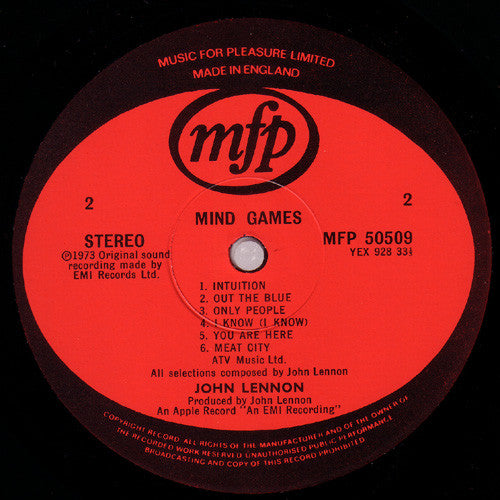 MUSIC FOR PLEASURE LIMITED
MADE IN ENGLAND
mfp
2 2
MIND GAMES
STEREO MFP 50509
Ⓟ1973 Original sound YEX 928 33⅓
recording made by
EMI Records Ltd.
1. INTUITION
2. OUT THE BLUE
3. ONLY PEOPLE
4. I KNOW (I KNOW)
5. YOU ARE HERE
6. MEAT CITY
ATV Music Ltd.
All selections composed by John Lennon
JOHN LENNON
Produced by John Lennon
An Apple Record "An EMI Recording"
COPYRIGHT RECORD. ALL RIGHTS OF THE MANUFACTURER AND OF THE OWNER OF
THE RECORDED WORK RESERVED UNAUTHORISED PUBLIC PERFORMANCE.
BROADCASTING AND COPY OF THIS RECORD PROHIBITED